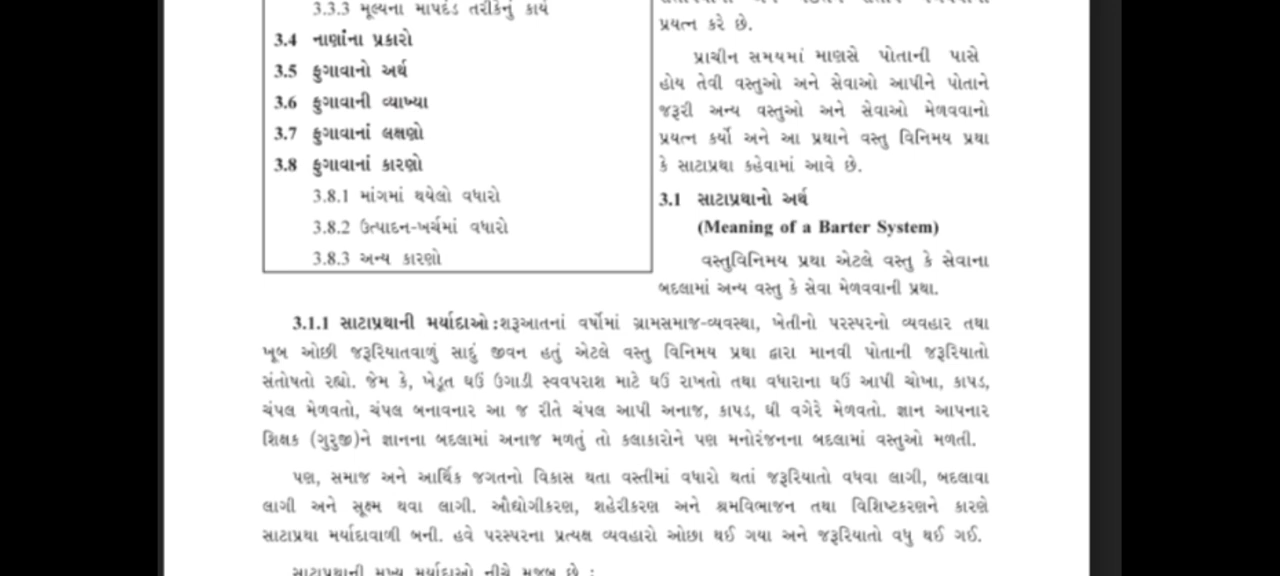 3.3.3 મૂલ્યના માપદંડ તરીકેનું કાર્ય
3.4 નાણાંના પ્રકારો
3.5 ફુગાવાનો અર્થ
3.6 ફુગાવાની વ્યાખ્યા
3.7 ફુગાવાનાં લક્ષણો
3.8 ફુગાવાનાં કારણો
3.8.1 માંગમાં થયેલો વધારો
3.8.2 ઉત્પાદન-ખર્ચમાં વધારો
3.8.3 અન્ય કારણો
પ્રયત્ન કરે છે.
પ્રાચીન સમયમાં માણસે પોતાની પાસે
હોય તેવી વસ્તુઓ અને સેવાઓ આપીને પોતાને
જરૂરી અન્ય વસ્તુઓ અને સેવાઓ મેળવવાનો
પ્રયત્ન કર્યો અને આ પ્રથાને વસ્તુ વિનિમય પ્રથા
કે સાટાપ્રથા કહેવામાં આવે છે.
3.1 સાટાપ્રથાનો અર્થ
(Meaning of a Barter System)
વસ્તુવિનિમય પ્રથા એટલે વસ્તુ કે સેવાના
બદલામાં અન્ય વસ્તુ કે સેવા મેળવવાની પ્રથા.
3.1.1 સાટાપ્રથાની મર્યાદાઓ : શરૂઆતનાં વર્ષોમાં ગ્રામસમાજ-વ્યવસ્થા, ખેતીનો પરસ્પરનો વ્યવહાર તથા
ખૂબ ઓછી જરૂરિયાતવાળું સાદું જીવન હતું એટલે વસ્તુ વિનિમય પ્રથા દ્વારા માનવી પોતાની જરૂરિયાતો
સંતોષતો રહ્યો. જેમ કે, ખેડૂત ઘઉં ઉગાડી સ્વવપરાશ માટે ઘઉં રાખતો તથા વધારાના ઘઉં આપી ચોખા, કાપડ,
ચંપલ મેળવતો, ચંપલ બનાવનાર આ જ રીતે ચંપલ આપી અનાજ, કાપડ, ઘી વગેરે મેળવતો. જ્ઞાન આપનાર
શિક્ષક (ગુરુજી)ને જ્ઞાનના બદલામાં અનાજ મળતું તો કલાકારોને પણ મનોરંજનના બદલામાં વસ્તુઓ મળતી.
પણ, સમાજ અને આર્થિક જગતનો વિકાસ થતા વસ્તીમાં વધારો થતાં જરૂરિયાતો વધવા લાગી, બદલાવા
લાગી અને સૂક્ષ્મ થવા લાગી. ઔદ્યોગીકરણ, શહેરીકરણ અને શ્રમવિભાજન તથા વિશિષ્ટકરણને કારણે
સાટાપ્રથા મર્યાદાવાળી બની. હવે પરસ્પરના પ્રત્યક્ષ વ્યવહારો ઓછા થઈ ગયા અને જરૂરિયાતો વધુ થઈ ગઈ.
સાટાપ્રથાની મુખ્ય મર્યાદાઓ નીચે મુજબ છે :